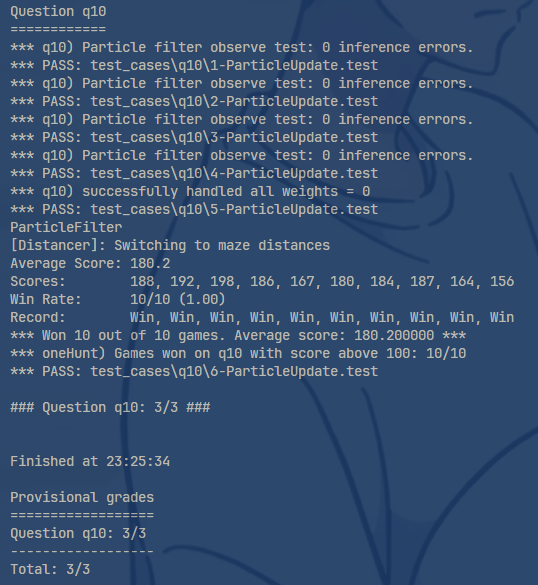 Question q10
============
*** q10) Particle filter observe test: 0 inference errors.
*** PASS: test_cases\q10\1-ParticleUpdate.test
*** q10) Particle filter observe test: 0 inference errors.
*** PASS: test_cases\q10\2-ParticleUpdate.test
*** q10) Particle filter observe test: 0 inference errors.
*** PASS: test_cases\q10\3-ParticleUpdate.test
*** q10) Particle filter observe test: 0 inference errors.
*** PASS: test_cases\q10\4-ParticleUpdate.test
*** q10) successfully handled all weights = 0
*** PASS: test_cases\q10\5-ParticleUpdate.test
ParticleFilter
[Distancer]: Switching to maze distances
Average Score: 180.2
Scores:        188, 192, 198, 186, 167, 180, 184, 187, 164, 156
Win Rate:      10/10 (1.00)
Record:        Win, Win, Win, Win, Win, Win, Win, Win, Win, Win
*** Won 10 out of 10 games. Average score: 180.200000 ***
*** oneHunt) Games won on q10 with score above 100: 10/10
*** PASS: test_cases\q10\6-ParticleUpdate.test
### Question q10: 3/3 ###
Finished at 23:25:34
Provisional grades
==================
Question q10: 3/3
------------------
Total: 3/3